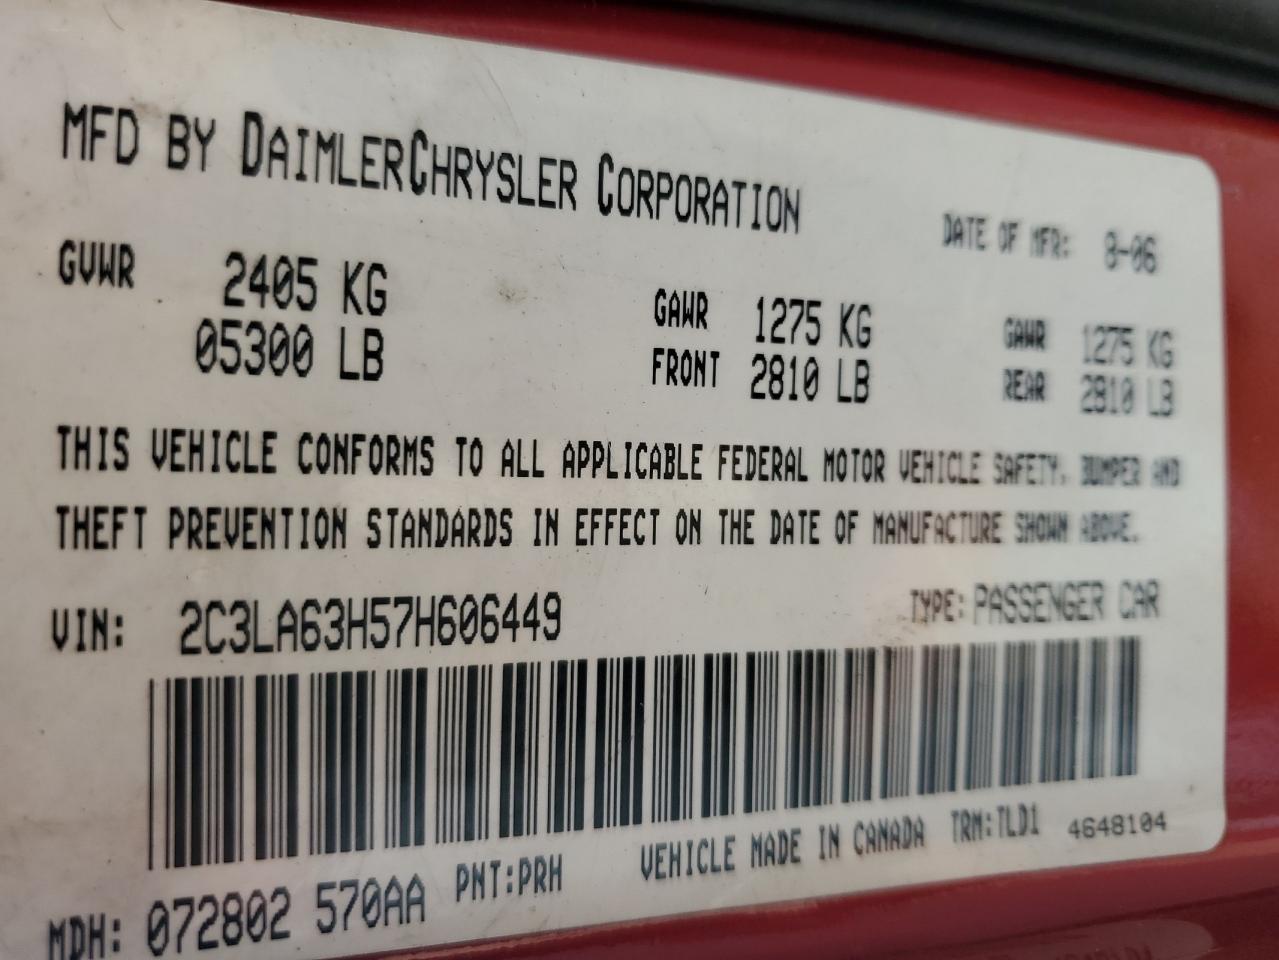 MFD BY DAIMLERCHRYSLER CORPORATION
DATE OF MFR: 8-06
GVWR 2405 KG
05300 LB
GAWR 1275 KG
FRONT 2810 LB
GAWR 1275 KG
REAR 2810 LB
THIS VEHICLE CONFORMS TO ALL APPLICABLE FEDERAL MOTOR VEHICLE SAFETY, BUMPER AND
THEFT PREVENTION STANDARDS IN EFFECT ON THE DATE OF MANUFACTURE SHOWN ABOVE.
VIN: 2C3LA63H57H606449
TYPE: PASSENGER CAR
MDH: 072802 570AA PNT:PRH VEHICLE MADE IN CANADA TRM:TLD1 4648104